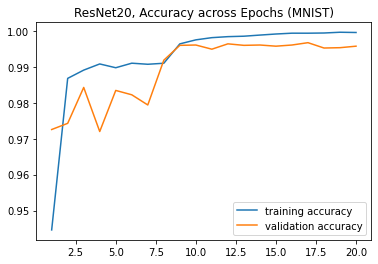 ResNet20, Accuracy across Epochs (MNIST)
1.00
0.99
0.98
0.97
0.96
0.95
training accuracy
validation accuracy
2.5 5.0 7.5 10.0 12.5 15.0 17.5 20.0